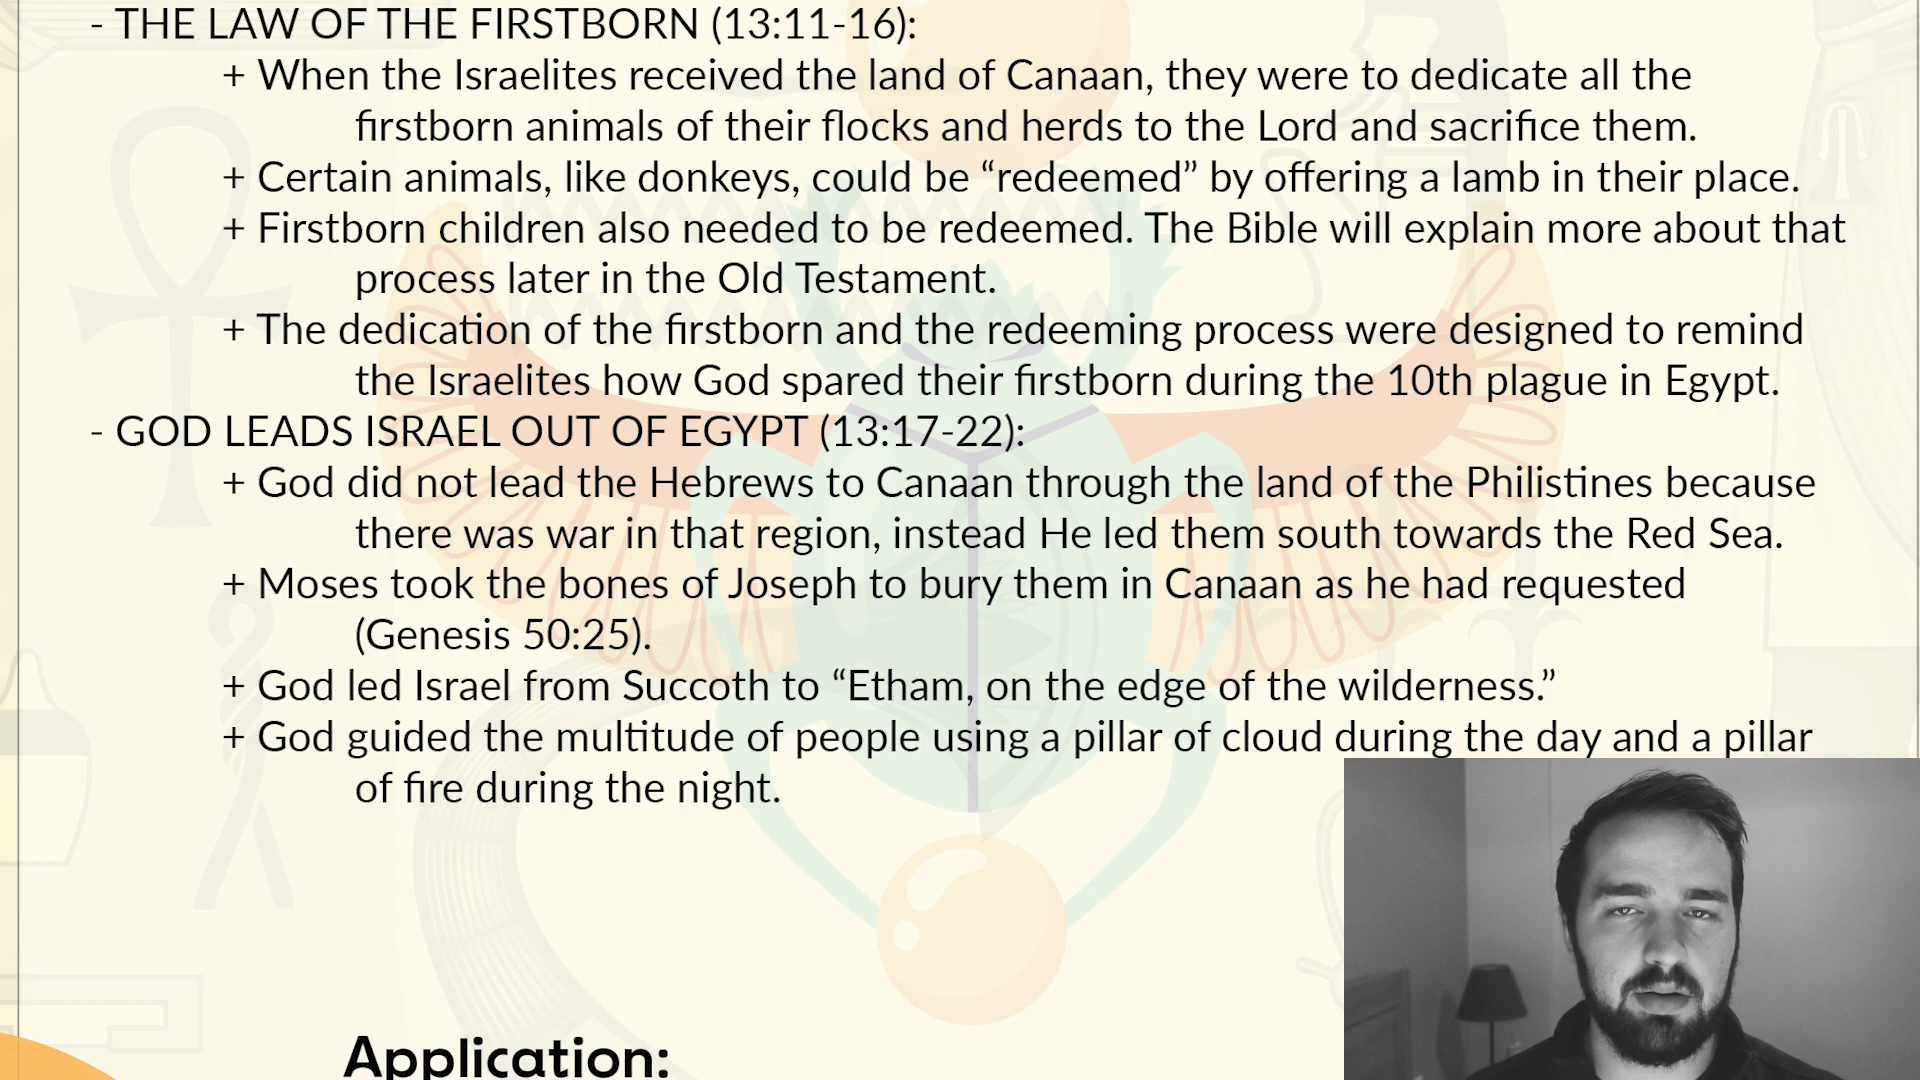 - THE LAW OF THE FIRSTBORN (13:11-16):
+ When the Israelites received the land of Canaan, they were to dedicate all the
firstborn animals of their flocks and herds to the Lord and sacrifice them.
+ Certain animals, like donkeys, could be “redeemed” by offering a lamb in their place.
+ Firstborn children also needed to be redeemed. The Bible will explain more about that
process later in the Old Testament.
+ The dedication of the firstborn and the redeeming process were designed to remind
the Israelites how God spared their firstborn during the 10th plague in Egypt.
- GOD LEADS ISRAEL OUT OF EGYPT (13:17-22):
+ God did not lead the Hebrews to Canaan through the land of the Philistines because
there was war in that region, instead He led them south towards the Red Sea.
+ Moses took the bones of Joseph to bury them in Canaan as he had requested
(Genesis 50:25).
+ God led Israel from Succoth to “Etham, on the edge of the wilderness.”
+ God guided the multitude of people using a pillar of cloud during the day and a pillar
of fire during the night.
Application: